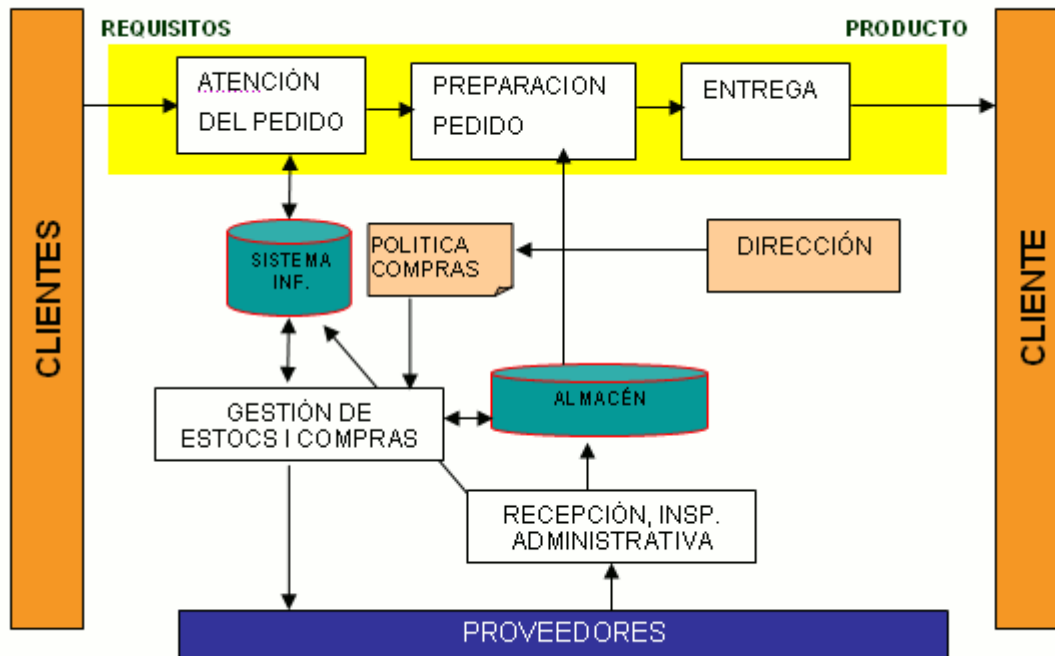 REQUISITOS
PRODUCTO
CLIENTES
ATENCIÓN
DEL PEDIDO
PREPARACION
PEDIDO
ENTREGA
CLIENTE
SISTEMA
INF.
POLITICA
COMPRAS
DIRECCIÓN
GESTIÓN DE
ESTOCS I COMPRAS
ALMACÉN
RECEPCIÓN, INSP.
ADMINISTRATIVA
PROVEEDORES